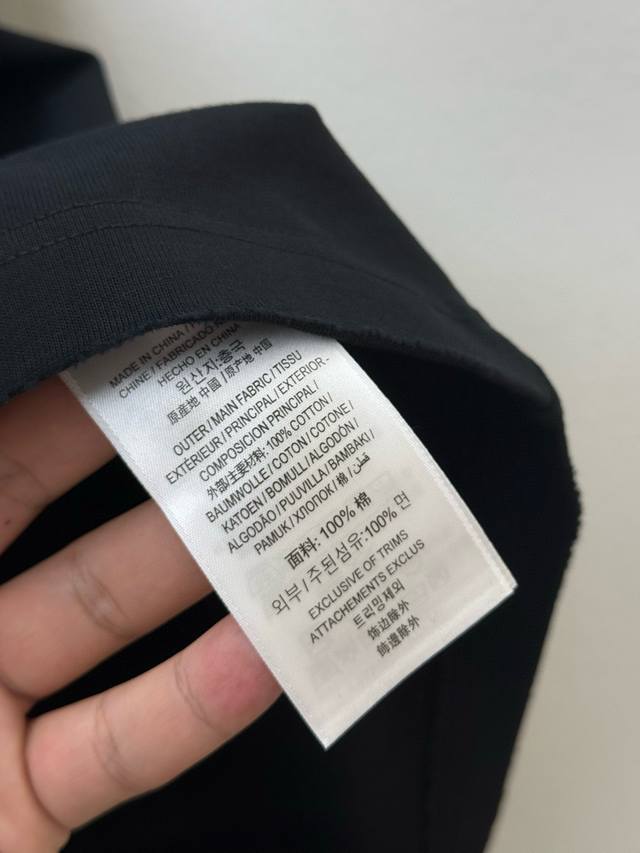 MADE IN CHINA /
CHINE / FABRICADO
HECHO EN CHINA
원산지:중국
原産地 中国 / 原产地 中国
OUTER / MAIN FABRIC / TISSU
EXTÉRIEUR / PRINCIPAL / EXTERIOR-
COMPOSICION PRINCIPAL /
外部/主要材料: 100% COTTON /
BAUMWOLLE / COTON / COTONE /
KATOEN / BOMULL / ALGODÓN /
ALGODÃO / PUUVILLA / BAMBAKI /
PAMUK / ХЛОПОК / 棉 / قطن /
面料: 100% 棉
외부 / 주된섬유:100% 면
EXCLUSIVE OF TRIMS
ATTACHEMENTS EXCLUS
트리밍제외
饰边除外
飾邊除外